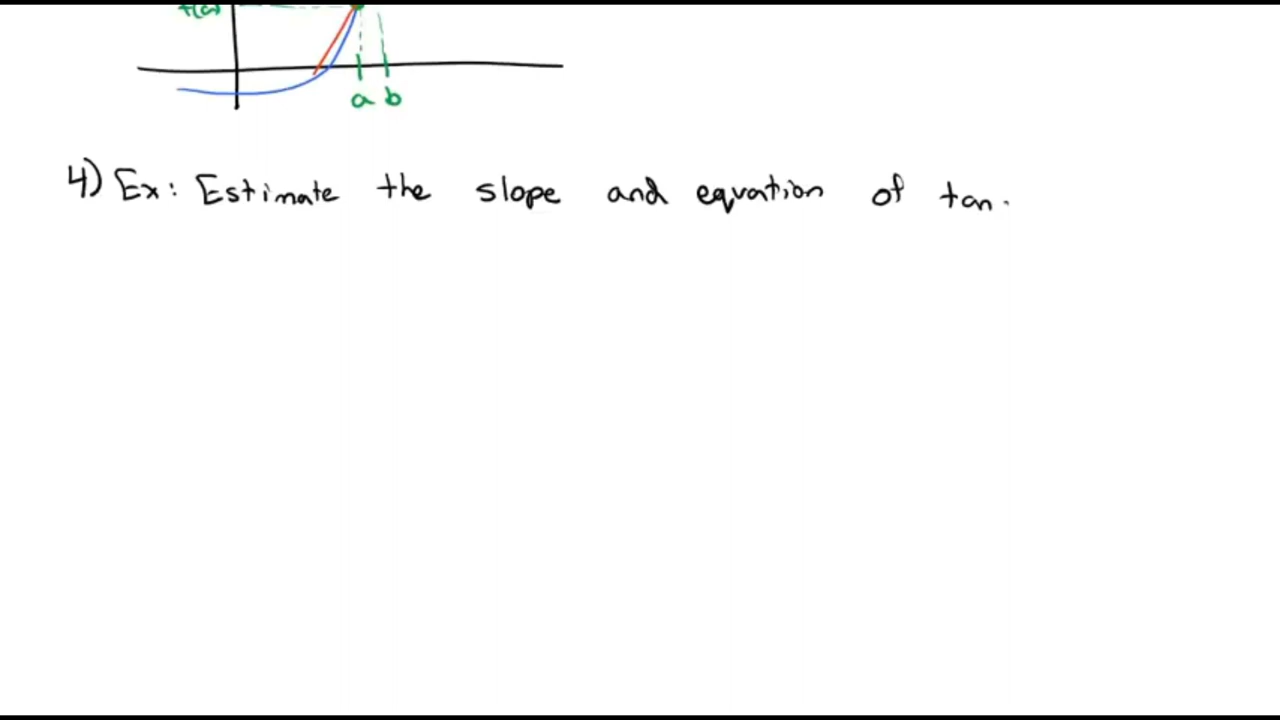 f(a)
a b
4) Ex: Estimate the slope and equation of tan.